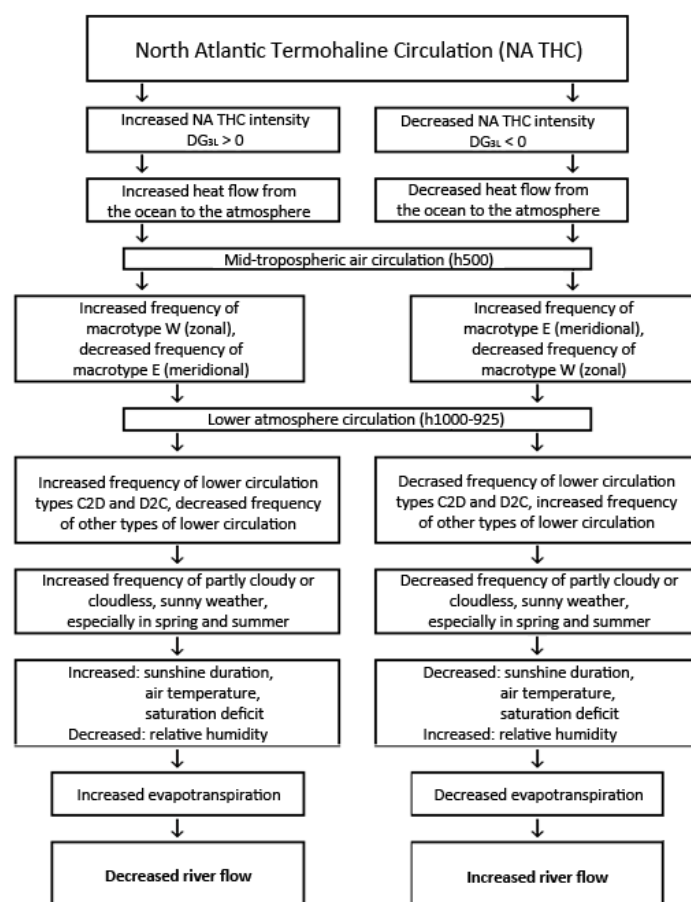 North Atlantic Termohaline Circulation (NA THC)
Increased NA THC intensity
DG₃ʟ > 0
Decreased NA THC intensity
DG₃ʟ < 0
Increased heat flow from
the ocean to the atmosphere
Decreased heat flow from
the ocean to the atmosphere
Mid-tropospheric air circulation (h500)
Increased frequency of
macrotype W (zonal),
decreased frequency of
macrotype E (meridional)
Increased frequency of
macrotype E (meridional),
decreased frequency of
macrotype W (zonal)
Lower atmosphere circulation (h1000-925)
Increased frequency of lower circulation
types C2D and D2C, decreased frequency
of other types of lower circulation
Decrased frequency of lower circulation
types C2D and D2C, increased frequency
of other types of lower circulation
Increased frequency of partly cloudy or
cloudless, sunny weather,
especially in spring and summer
Decreased frequency of partly cloudy or
cloudless, sunny weather,
especially in spring and summer
Increased: sunshine duration,
air temperature,
saturation deficit
Decreased: relative humidity
Decreased: sunshine duration,
air temperature,
saturation deficit
Increased: relative humidity
Increased evapotranspiration
Decreased evapotranspiration
Decreased river flow
Increased river flow